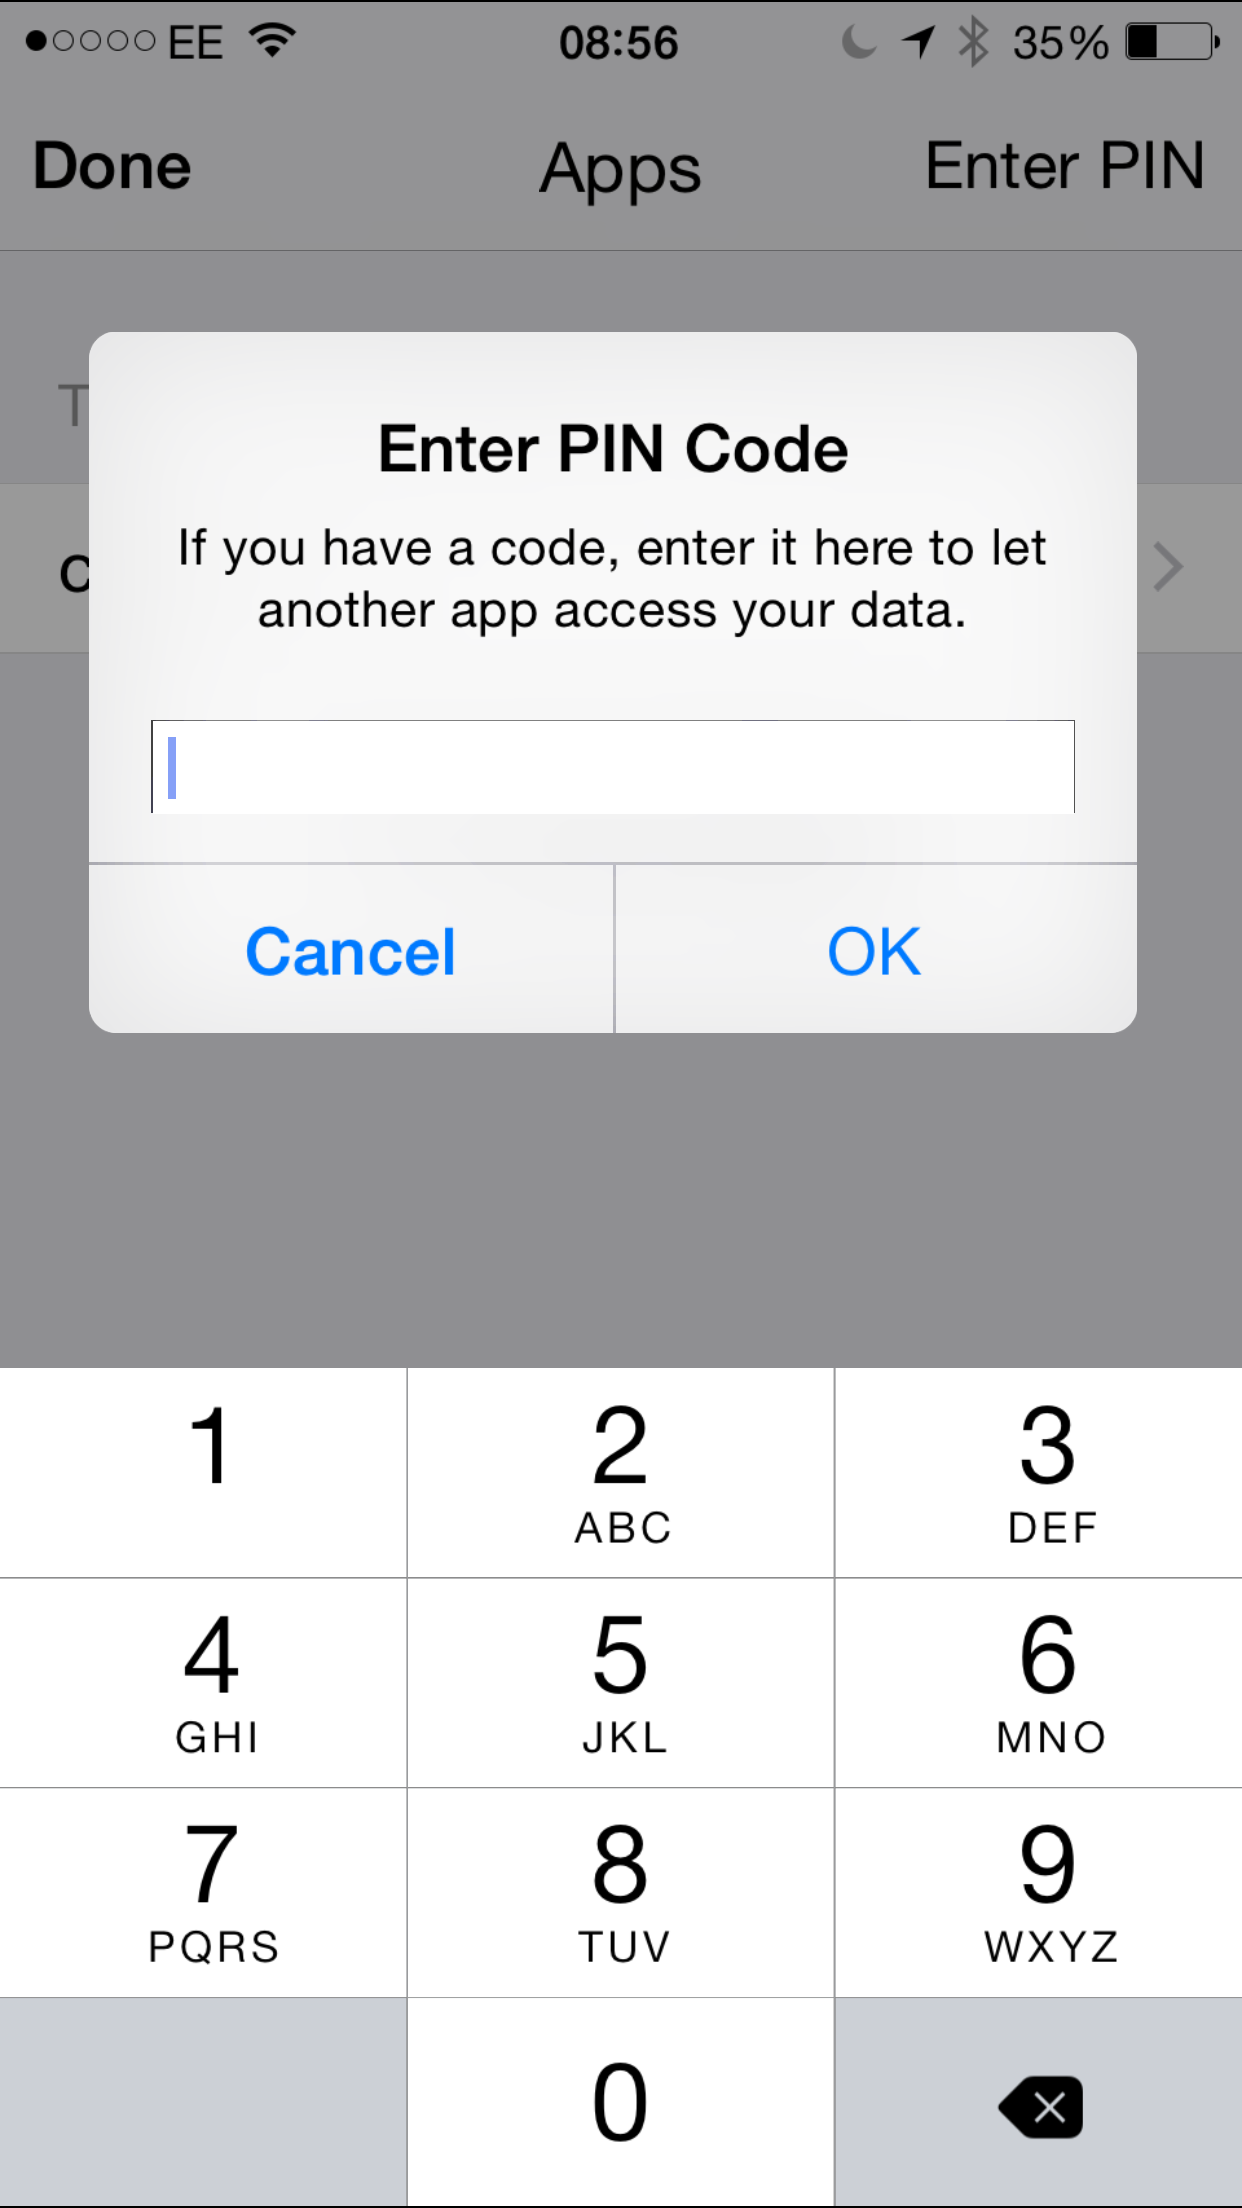 EE 08:56 35%
Done Apps Enter PIN
Enter PIN Code
If you have a code, enter it here to let
another app access your data.
Cancel OK
1 2 3
ABC DEF
4 5 6
GHI JKL MNO
7 8 9
PQRS TUV WXYZ
0